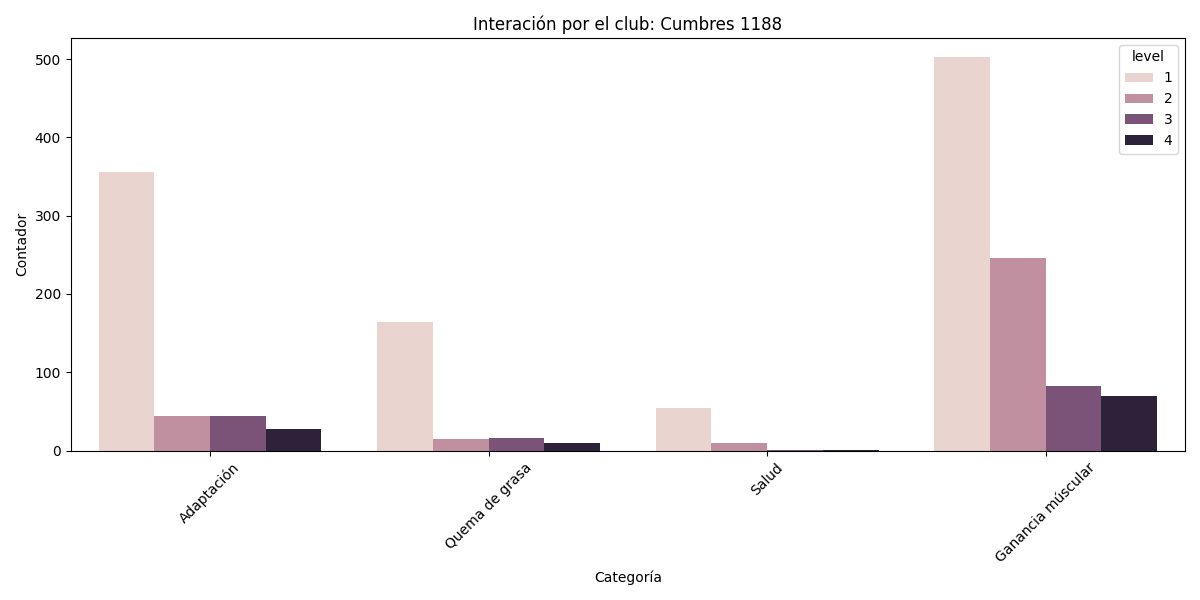 Interación por el club: Cumbres 1188
level
1
2
3
4
Contador
500
400
300
200
100
0
Adaptación
Quema de grasa
Salud
Ganancia múscular
Categoría